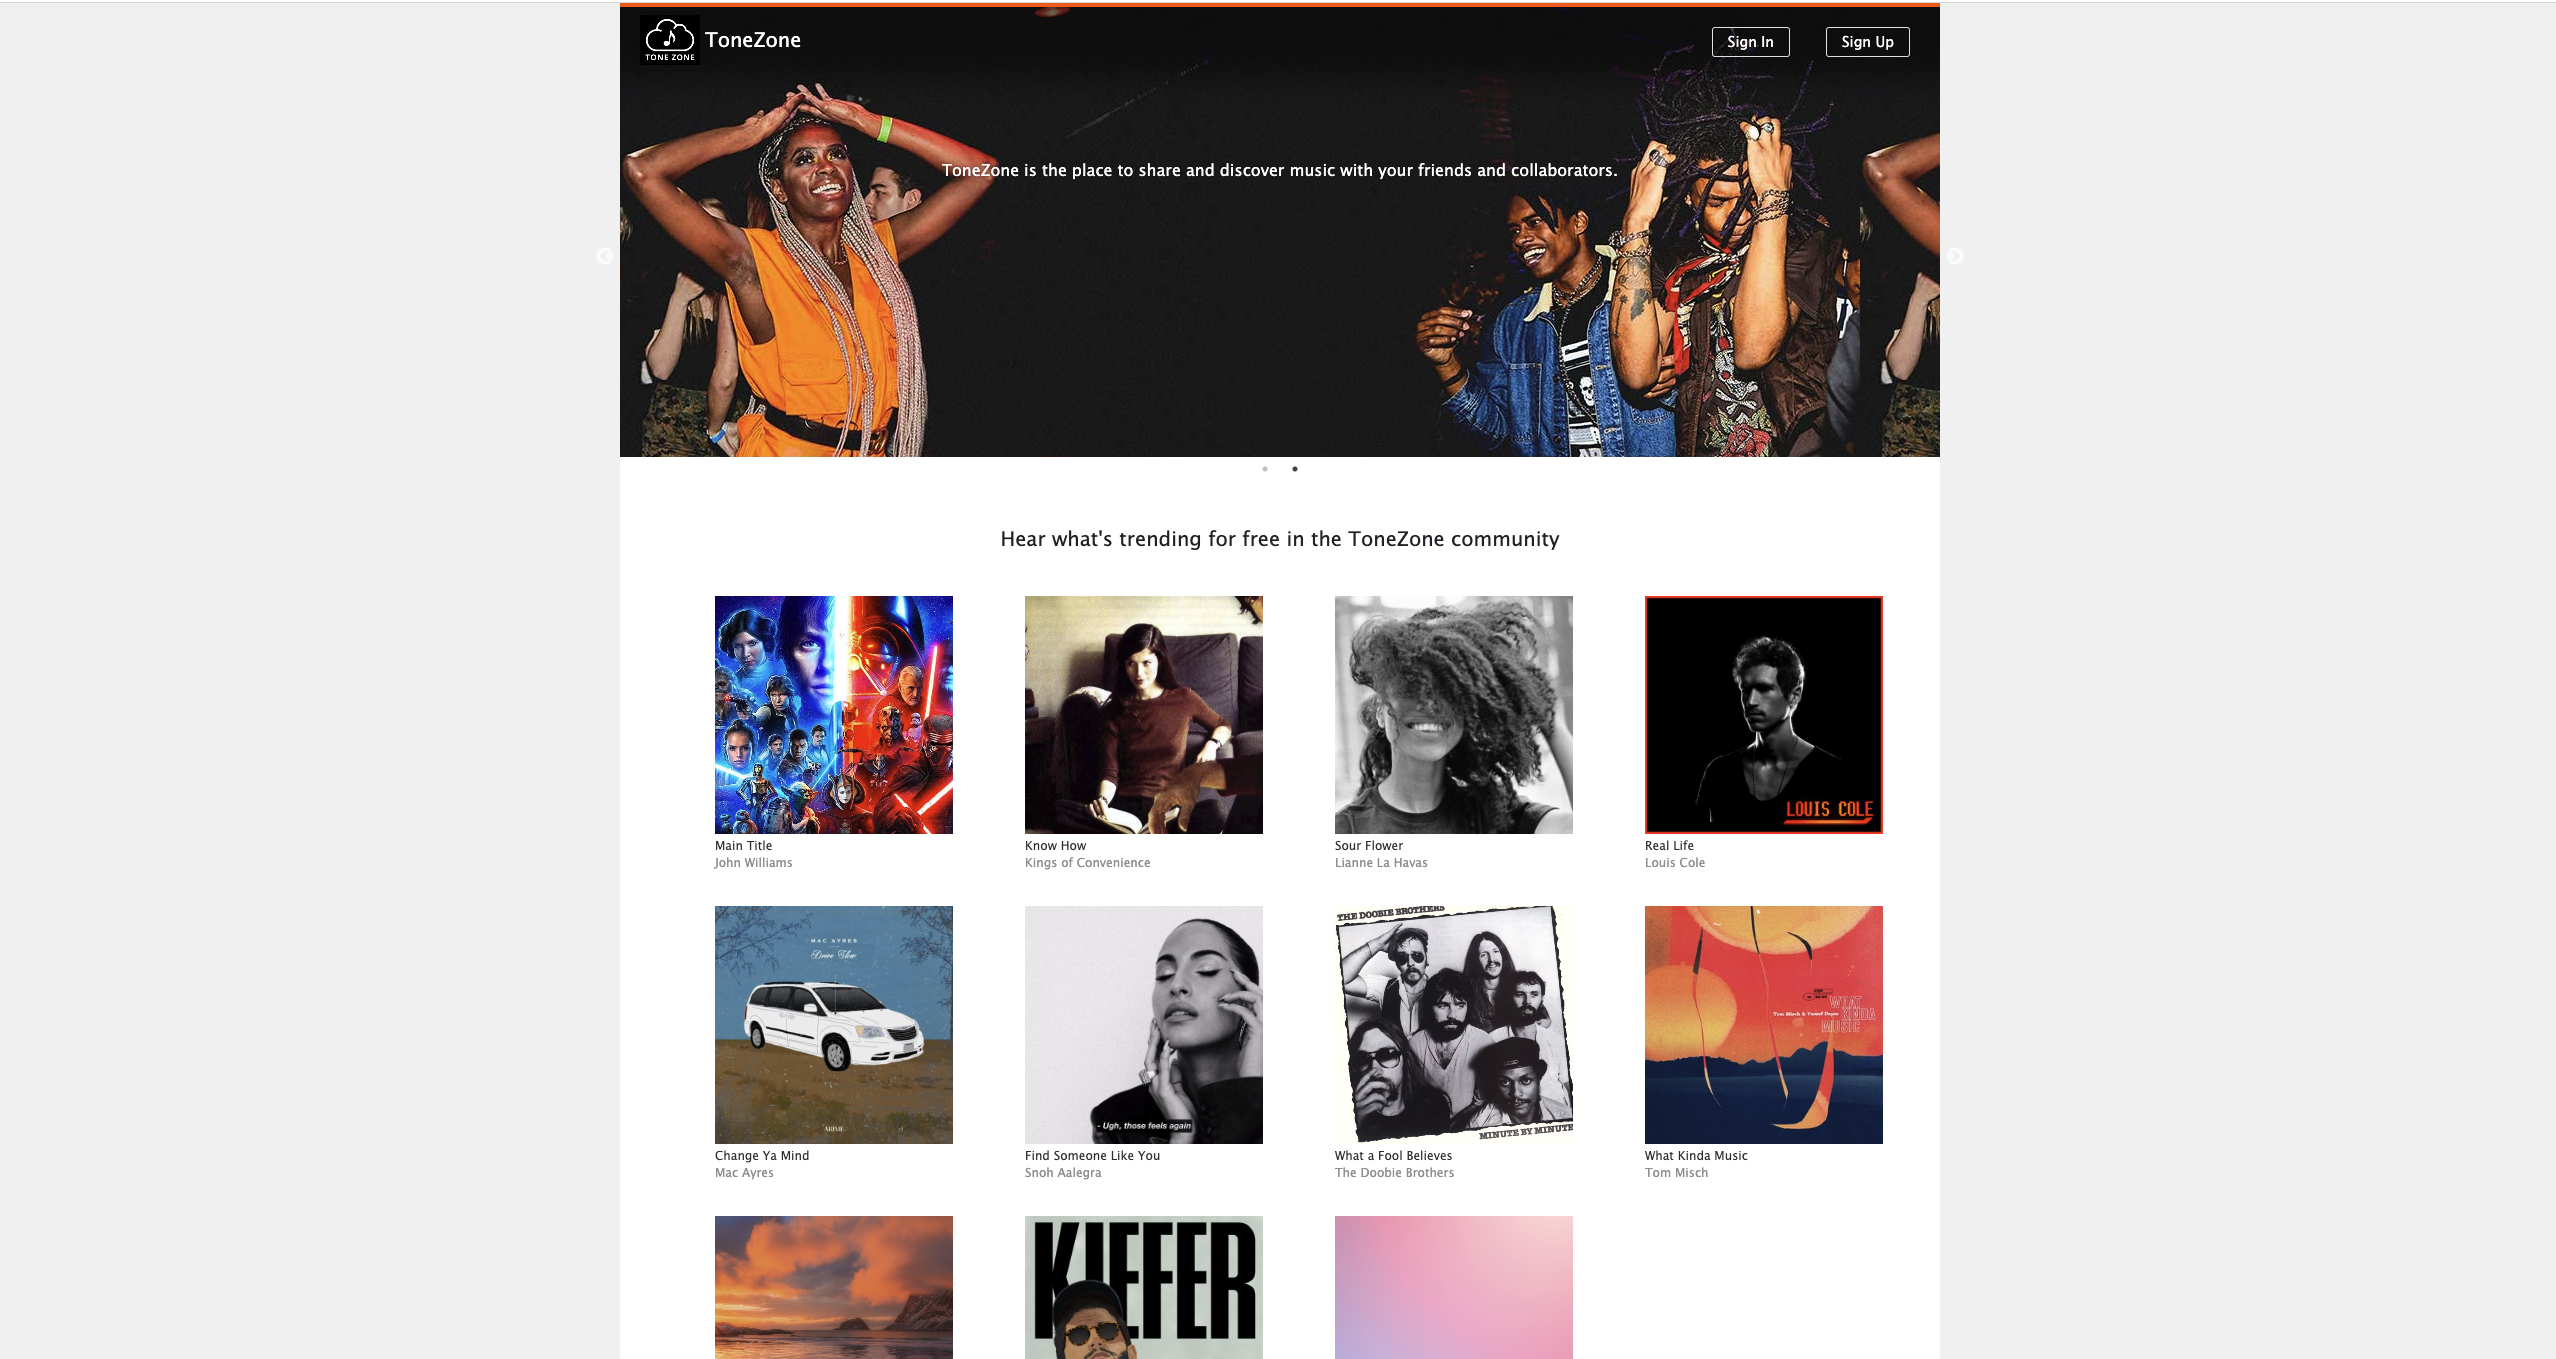 TONE ZONE
ToneZone
Sign In
Sign Up
ToneZone is the place to share and discover music with your friends and collaborators.
Hear what's trending for free in the ToneZone community
LOUIS COLE
Main Title
John Williams
Know How
Kings of Convenience
Sour Flower
Lianne La Havas
Real Life
Louis Cole
MAC AYRES
Drive Slow
- Ugh, those feels again
THE DOOBIE BROTHERS
MINUTE BY MINUTE
WHAT
KINDA
MUSIC
Tom Misch & Yussef Dayes
Change Ya Mind
Mac Ayres
Find Someone Like You
Snoh Aalegra
What a Fool Believes
The Doobie Brothers
What Kinda Music
Tom Misch
KIEFER